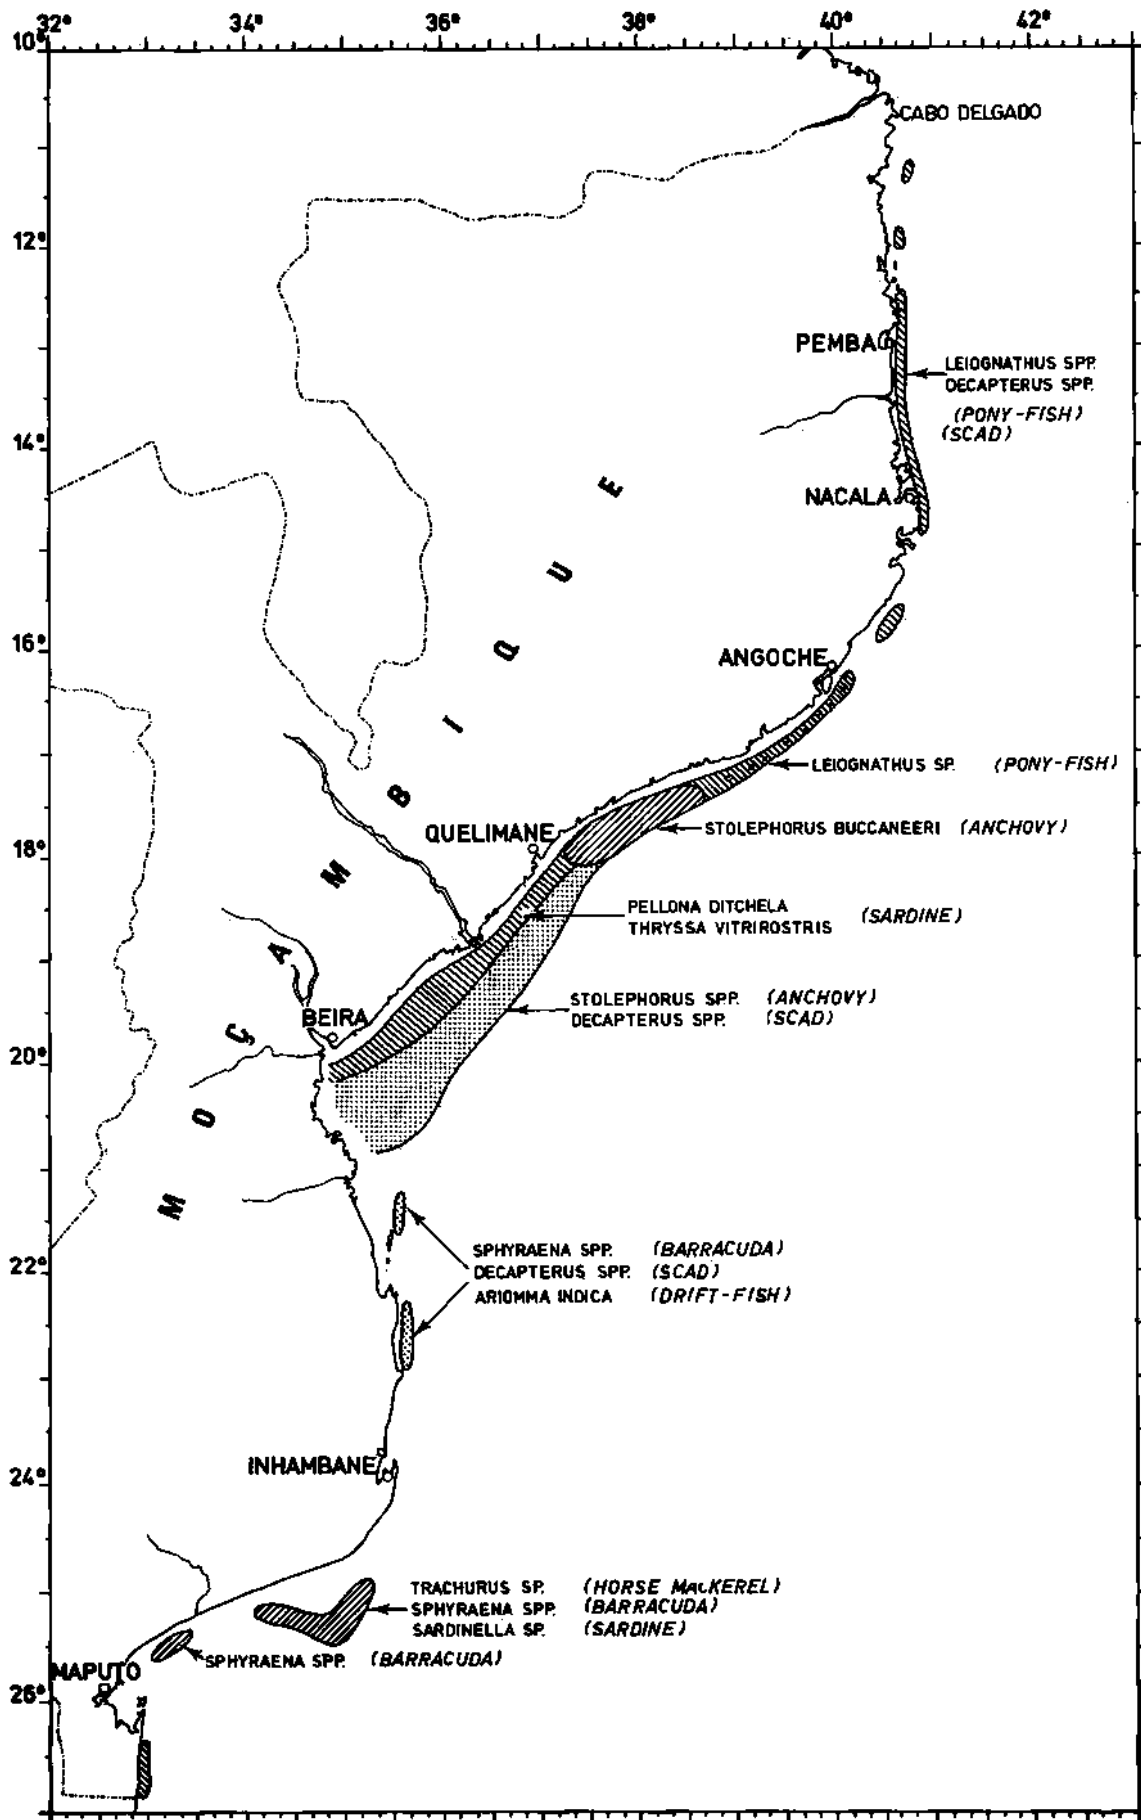 32° 34° 36° 38° 40° 42°
10°
CABO DELGADO
12°
PEMBA
LEIOGNATHUS SPP.
DECAPTERUS SPP.
(PONY-FISH)
(SCAD)
14°
NACALA
16°
ANGOCHE
LEIOGNATHUS SP. (PONY-FISH)
QUELIMANE
STOLEPHORUS BUCCANEERI (ANCHOVY)
18°
PELLONA DITCHELA
THRYSSA VITRIROSTRIS (SARDINE)
STOLEPHORUS SPP. (ANCHOVY)
DECAPTERUS SPP. (SCAD)
BEIRA
20°
MOÇAMBIQUE
SPHYRAENA SPP. (BARRACUDA)
DECAPTERUS SPP. (SCAD)
ARIOMMA INDICA (DRIFT-FISH)
22°
INHAMBANE
24°
TRACHURUS SP. (HORSE MACKEREL)
SPHYRAENA SPP. (BARRACUDA)
SARDINELLA SP. (SARDINE)
SPHYRAENA SPP. (BARRACUDA)
MAPUTO
26°